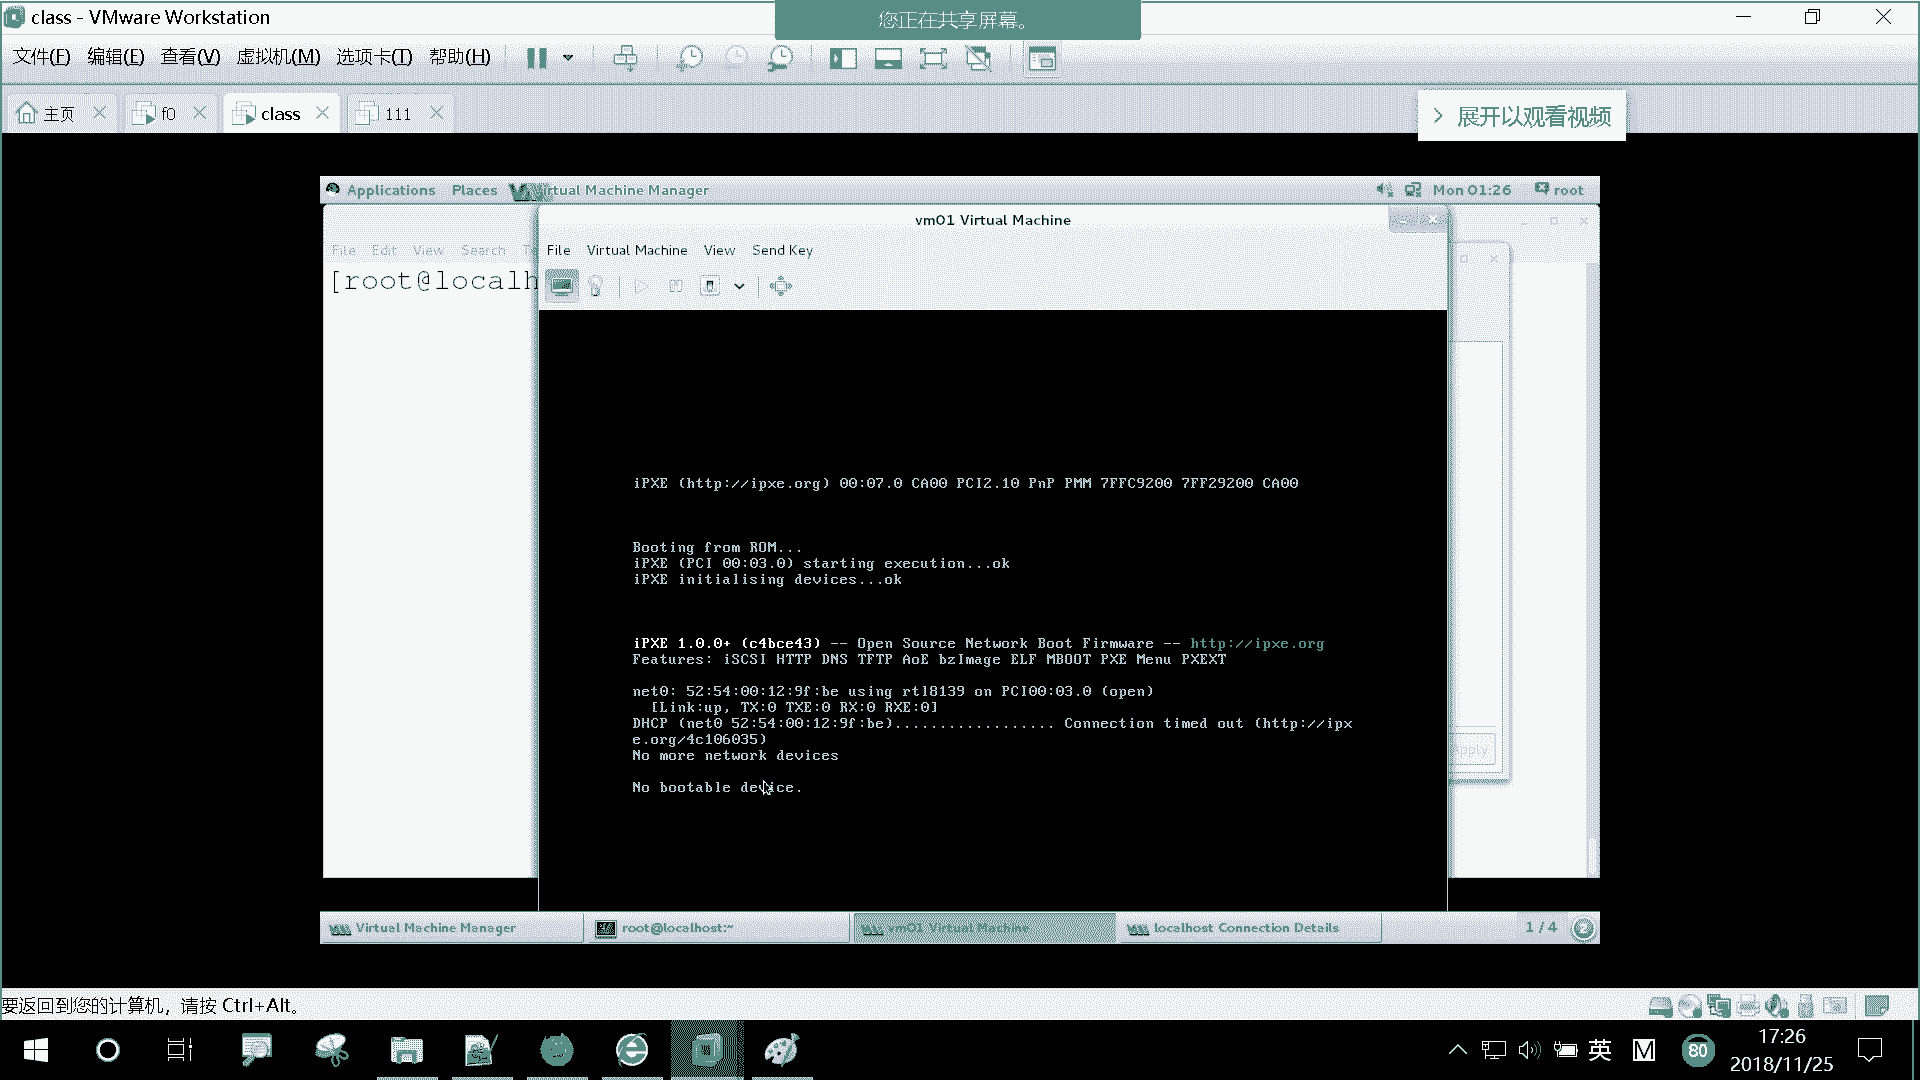 class - VMware Workstation
您正在共享屏幕。
文件(F) 编辑(E) 查看(V) 虚拟机(M) 选项卡(T) 帮助(H)
主页 f0 class 111
展开以观看视频
Applications Places Virtual Machine Manager Mon 01:26 root
vm01 Virtual Machine
File Edit View Search
File Virtual Machine View Send Key
[root@localh
iPXE (http://ipxe.org) 00:07.0 CA00 PCI2.10 PnP PMM 7FFC9200 7FF29200 CA00
Booting from ROM...
iPXE (PCI 00:03.0) starting execution...ok
iPXE initialising devices...ok
iPXE 1.0.0+ (c4bce43) -- Open Source Network Boot Firmware -- http://ipxe.org
Features: iSCSI HTTP DNS TFTP AoE bzImage ELF MBOOT PXE Menu PXEXT
net0: 52:54:00:12:9f:be using rtl8139 on PCI00:03.0 (open)
[Link:up, TX:0 TXE:0 RX:0 RXE:0]
DHCP (net0 52:54:00:12:9f:be).................. Connection timed out (http://ipx
e.org/4c106035)
No more network devices
Apply
No bootable device.
Virtual Machine Manager root@localhost:~ vm01 Virtual Machine localhost Connection Details 1 / 4 2
要返回到您的计算机，请按 Ctrl+Alt。
英 M 80 17:26
2018/11/25